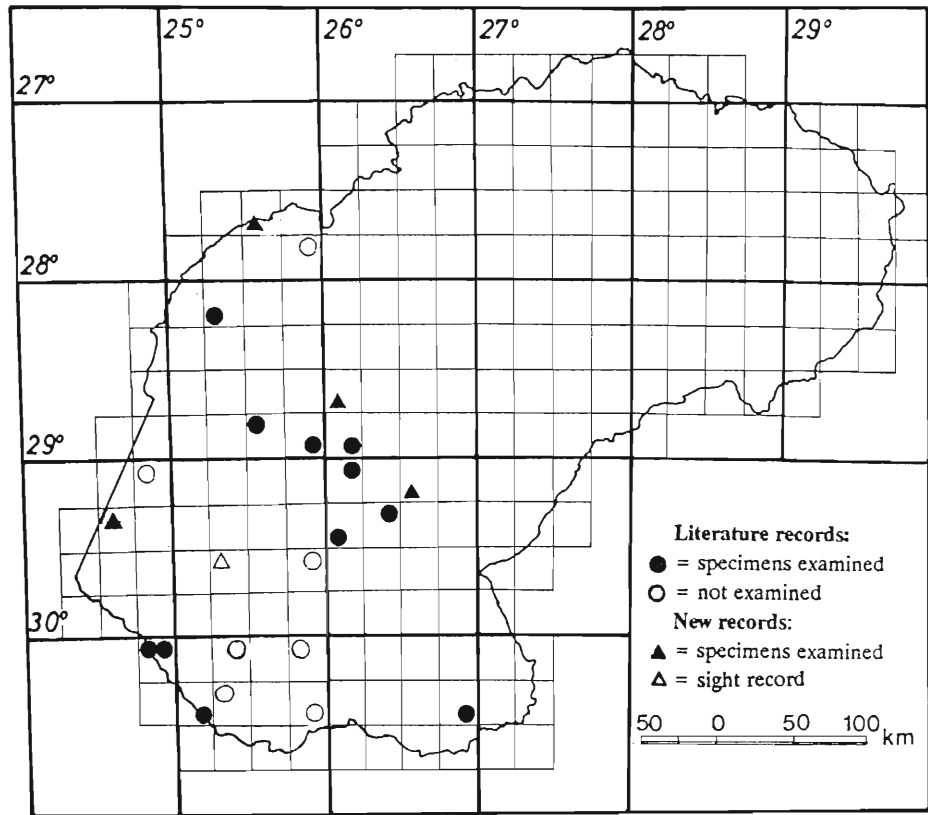 25° 26° 27° 28° 29°
27°
28°
29°
30°
Literature records:
● = specimens examined
○ = not examined
New records:
▲ = specimens examined
△ = sight record
50 0 50 100
km